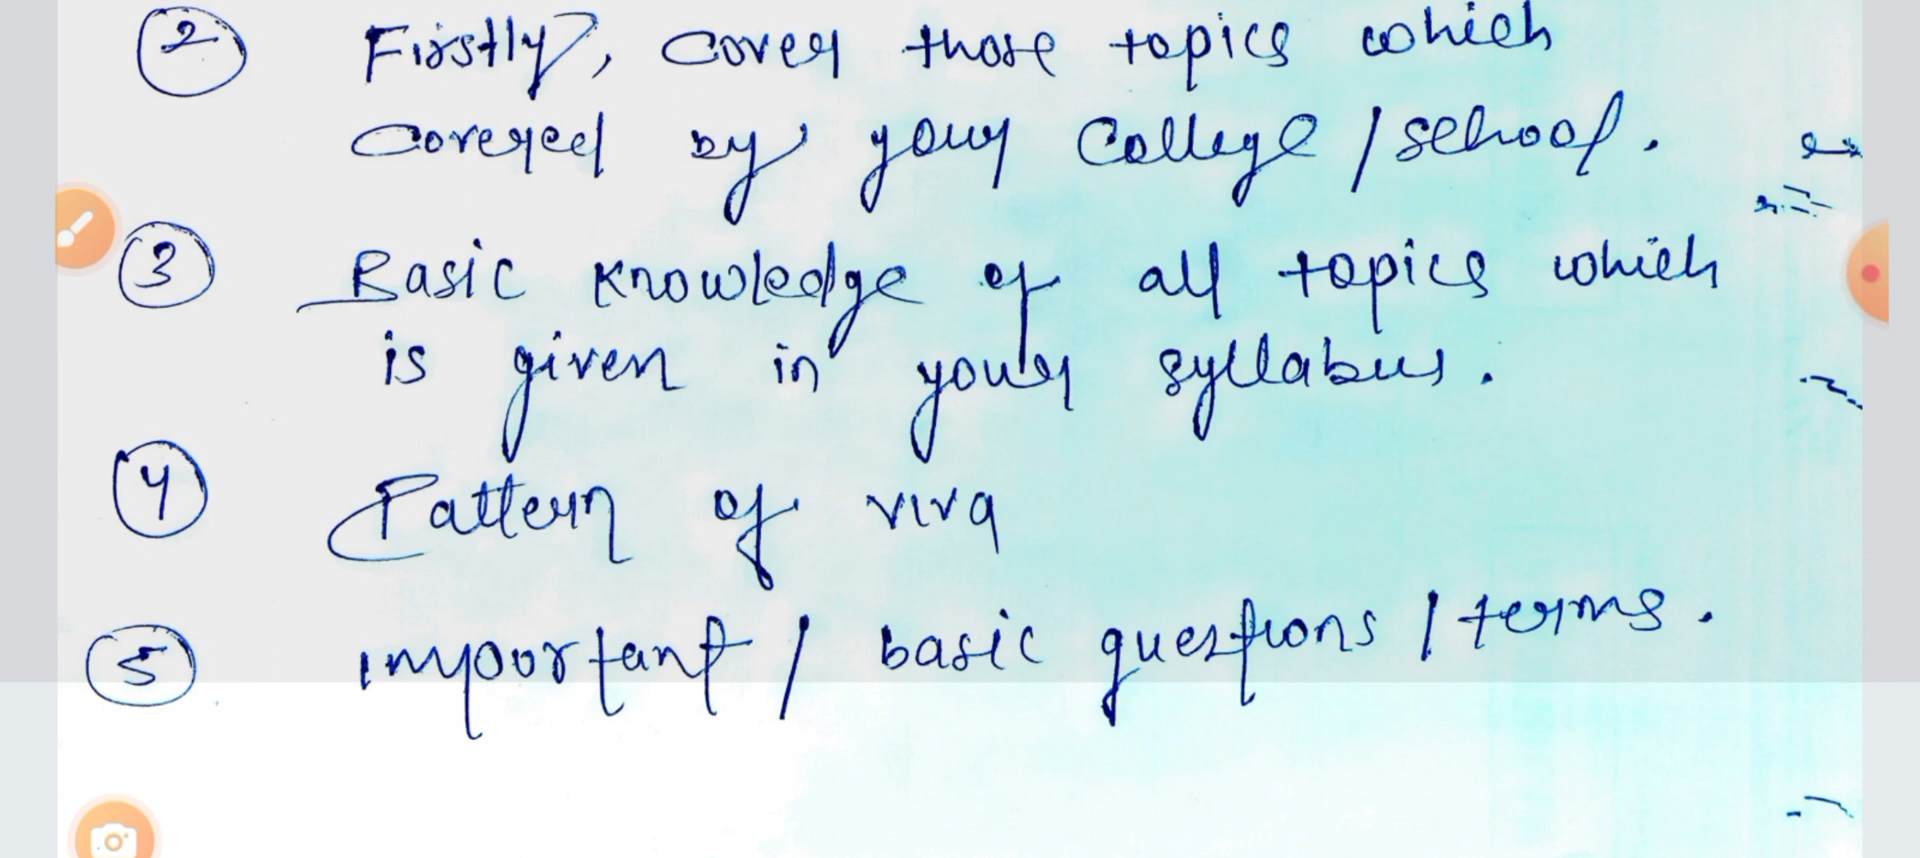 ② Firstly, cover those topics which
covered by your College / school.
③ Basic knowledge of all topics which
is given in your syllabus.
④ Pattern of viva
⑤ important / basic questions / terms.